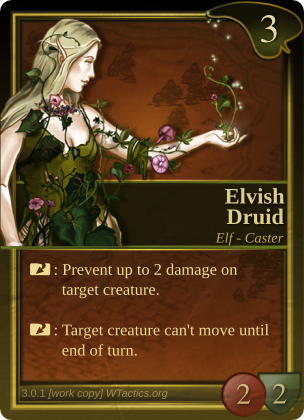 3
Elvish
Druid
Elf - Caster
: Prevent up to 2 damage on
target creature.
: Target creature can't move until
end of turn.
3.0.1 [work copy] WTactics.org
2 2